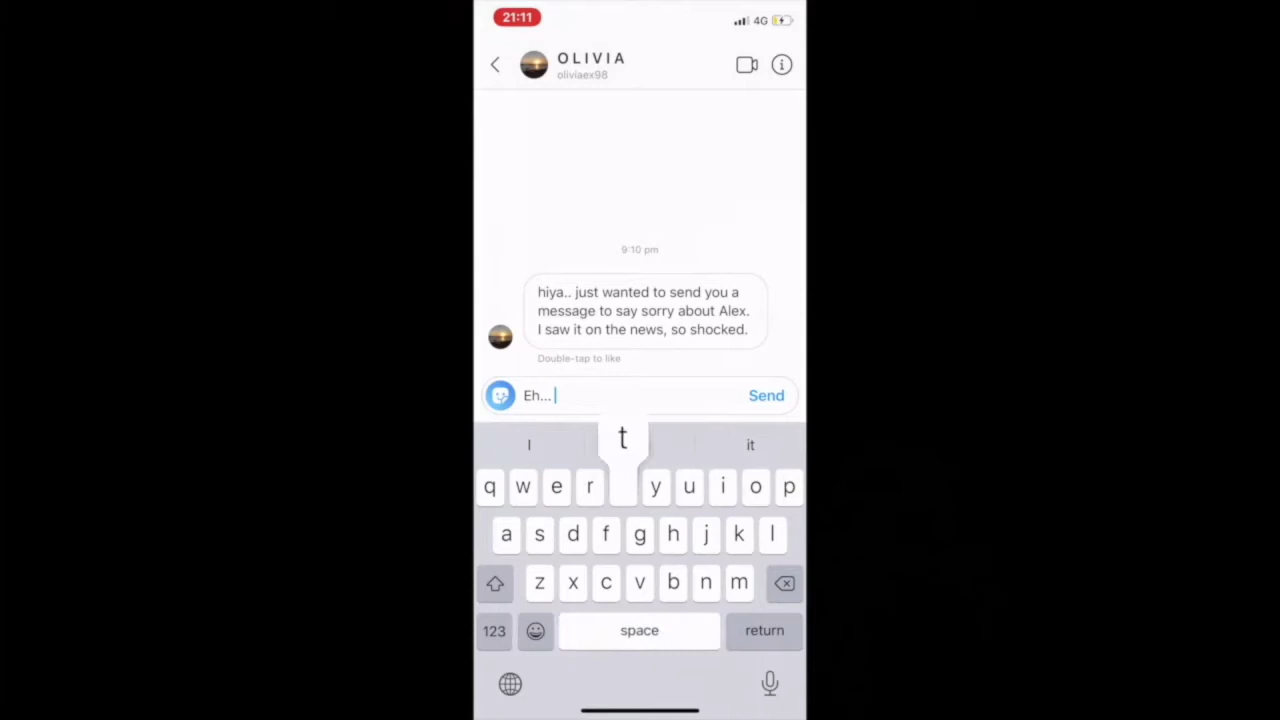 21:11
4G
O L I V I A
oliviaex98
9:10 pm
hiya.. just wanted to send you a
message to say sorry about Alex.
I saw it on the news, so shocked.
Double-tap to like
Eh...
Send
I
it
t
q w e r y u i o p
a s d f g h j k l
z x c v b n m
123
space
return